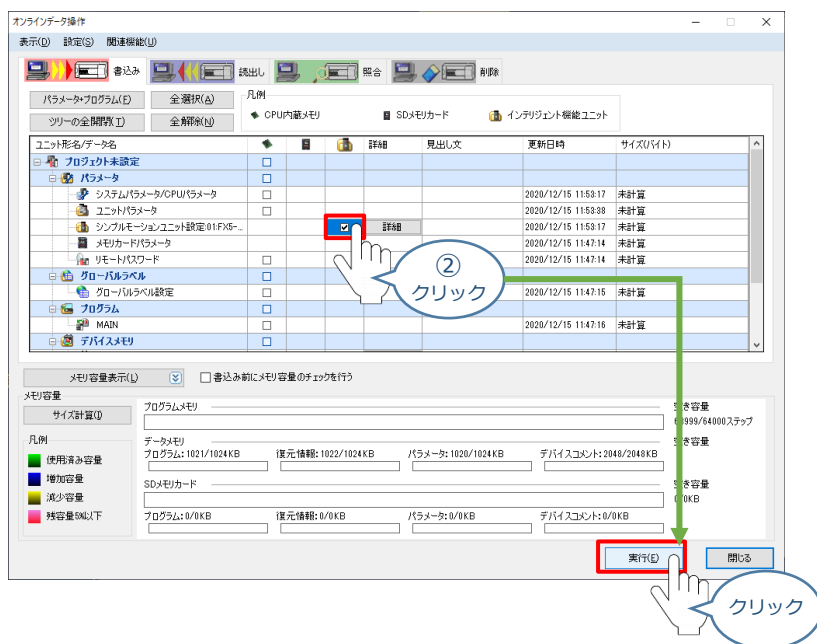 オンラインデータ操作
表示(D) 設定(S) 関連機能(U)
書込み 読出し 照合 削除
パラメータ+プログラム(F) 全選択(A) 凡例
CPU内蔵メモリ SDメモリカード インテリジェント機能ユニット
ツリーの全開閉(T) 全解除(N)
ユニット形名/データ名 詳細 見出し文 更新日時 サイズ(バイト)
プロジェクト未設定
パラメータ
システムパラメータ/CPUパラメータ 2020/12/15 11:53:17 未計算
ユニットパラメータ 2020/12/15 11:53:38 未計算
シンプルモーションユニット設定:01:FX5-... 詳細 2020/12/15 11:53:17 未計算
メモリカードパラメータ 2020/12/15 11:47:14 未計算
リモートパスワード 2020/12/15 11:47:14 未計算
グローバルラベル
グローバルラベル設定 2020/12/15 11:47:15 未計算
プログラム
MAIN 2020/12/15 11:47:16 未計算
デバイスメモリ
②
クリック
メモリ容量表示(L) 書込み前にメモリ容量のチェックを行う
メモリ容量
サイズ計算(I) プログラムメモリ 空き容量
/64000ステップ
凡例 データメモリ 空き容量
使用済み容量 プログラム:1021/1024KB 復元情報:1022/1024KB パラメータ:1020/1024KB デバイスコメント:2048/2048KB
増加容量 SDメモリカード 空き容量
減少容量 0/0KB
残容量5%以下 プログラム:0/0KB 復元情報:0/0KB パラメータ:0/0KB デバイスコメント:0/0KB
実行(E) 閉じる
クリック